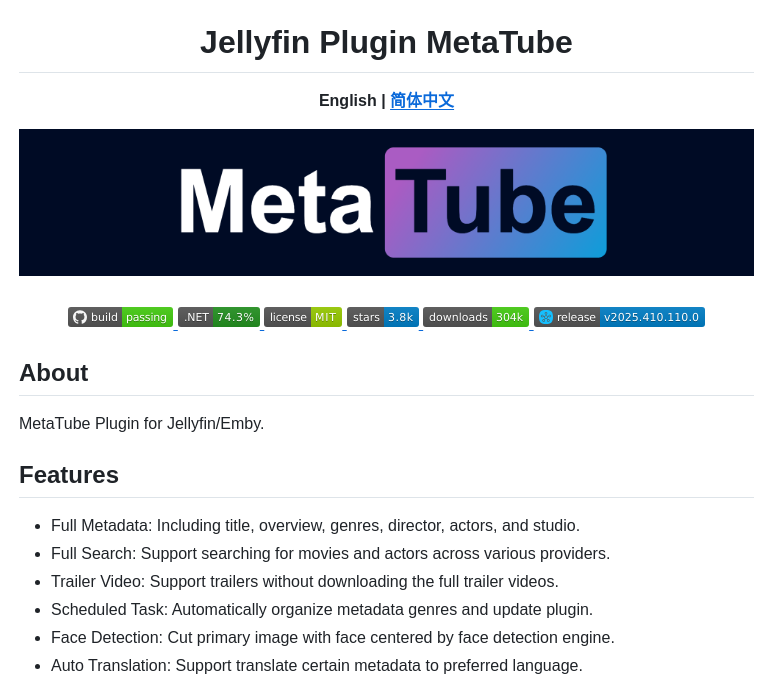 Jellyfin Plugin MetaTube
English | 简体中文
Meta Tube
build passing .NET 74.3% license MIT stars 3.8k downloads 304k release v2025.410.110.0
About
MetaTube Plugin for Jellyfin/Emby.
Features
• Full Metadata: Including title, overview, genres, director, actors, and studio.
• Full Search: Support searching for movies and actors across various providers.
• Trailer Video: Support trailers without downloading the full trailer videos.
• Scheduled Task: Automatically organize metadata genres and update plugin.
• Face Detection: Cut primary image with face centered by face detection engine.
• Auto Translation: Support translate certain metadata to preferred language.